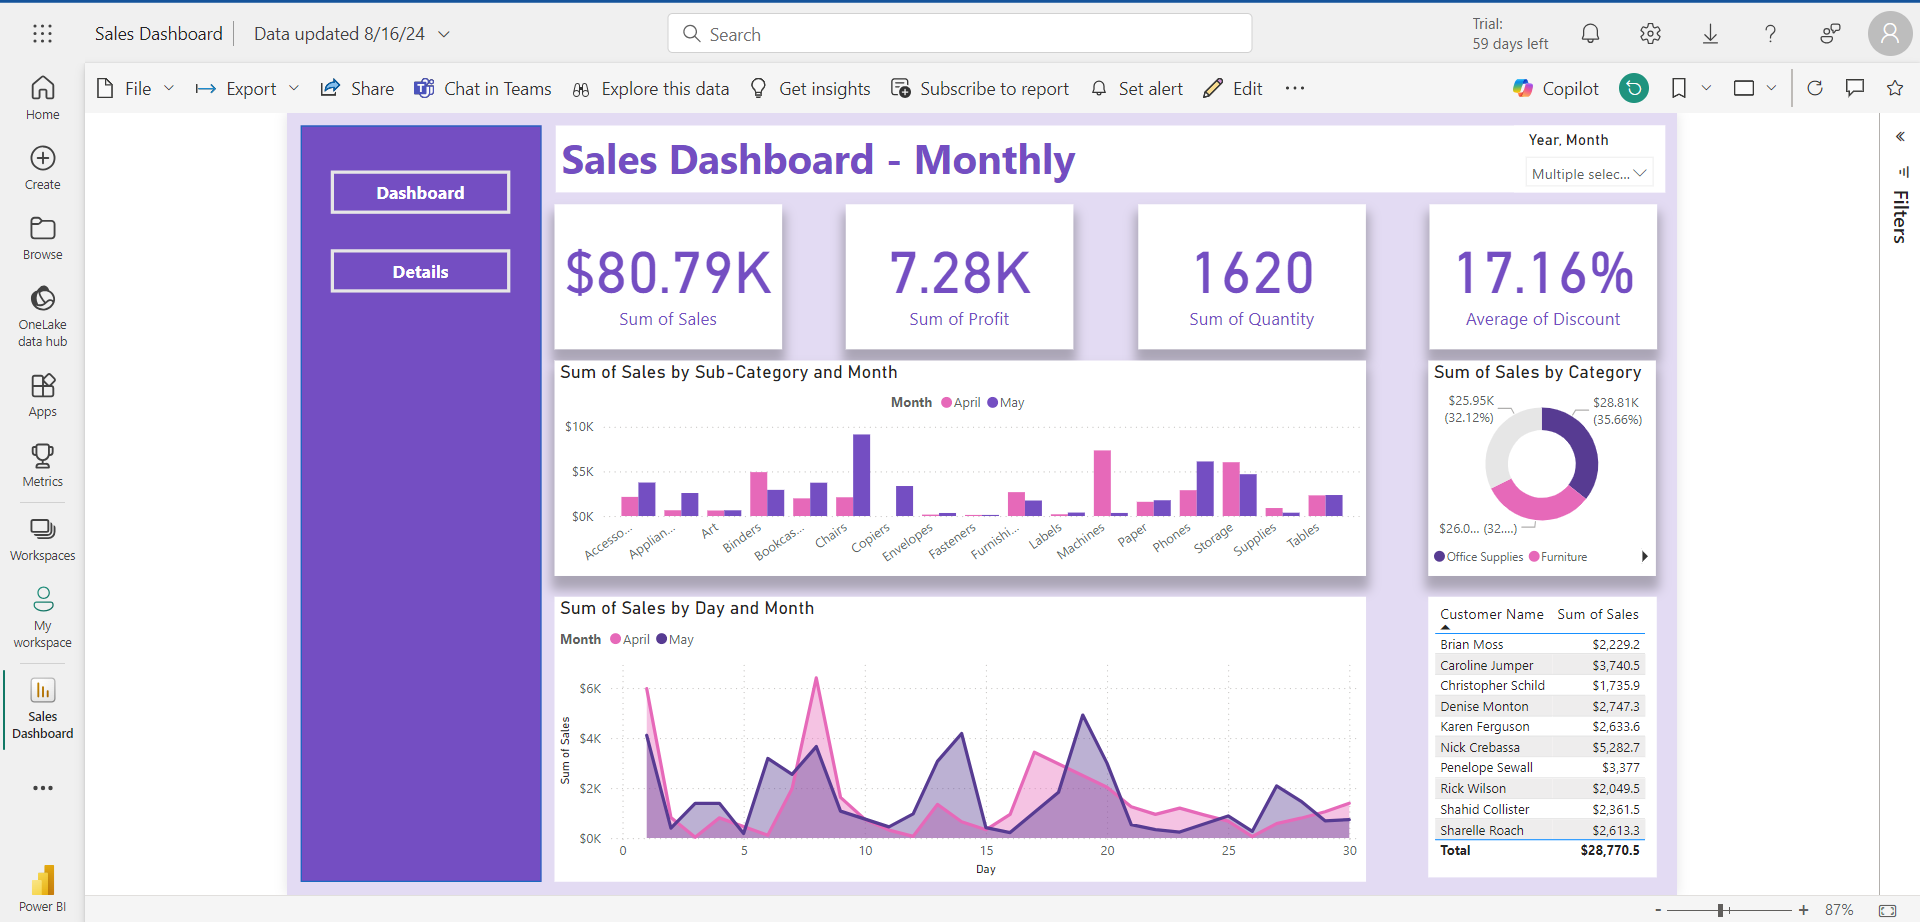 Sales Dashboard
Data updated 8/16/24
Search
Trial:
59 days left
File
Export
Share
Chat in Teams
Explore this data
Get insights
Subscribe to report
Set alert
Edit
Copilot
Home
Create
Browse
OneLake
data hub
Apps
Metrics
Workspaces
My
workspace
Sales
Dashboard
Power BI
Dashboard
Details
Sales Dashboard - Monthly
Year, Month
Multiple selec...
$80.79K
Sum of Sales
7.28K
Sum of Profit
1620
Sum of Quantity
17.16%
Average of Discount
Filters
Sum of Sales by Sub-Category and Month
Month April May
$10K
$5K
$0K
Accesso...
Applian...
Art
Binders
Bookcas...
Chairs
Copiers
Envelopes
Fasteners
Furnishi...
Labels
Machines
Paper
Phones
Storage
Supplies
Tables
Sum of Sales by Category
$25.95K
(32.12%)
$28.81K
(35.66%)
$26.0... (32....)
Office Supplies Furniture
Sum of Sales by Day and Month
Month April May
Sum of Sales
$6K
$4K
$2K
$0K
0 5 10 15 20 25 30
Day
Customer Name Sum of Sales
Brian Moss $2,229.2
Caroline Jumper $3,740.5
Christopher Schild $1,735.9
Denise Monton $2,747.3
Karen Ferguson $2,633.6
Nick Crebassa $5,282.7
Penelope Sewall $3,377
Rick Wilson $2,049.5
Shahid Collister $2,361.5
Sharelle Roach $2,613.3
Total $28,770.5
- + 87%